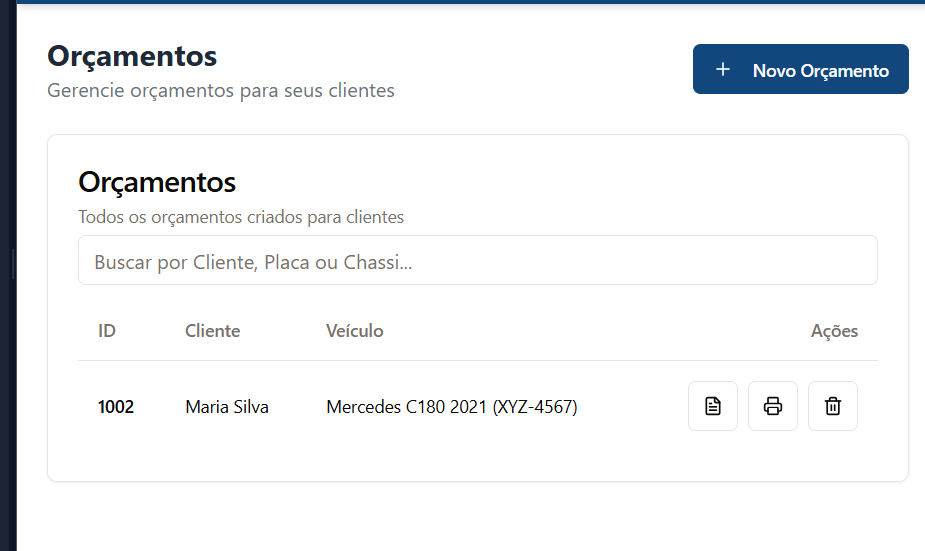 Orçamentos
Gerencie orçamentos para seus clientes
Novo Orçamento
Orçamentos
Todos os orçamentos criados para clientes
Buscar por Cliente, Placa ou Chassi...
ID Cliente Veículo Ações
1002 Maria Silva Mercedes C180 2021 (XYZ-4567)